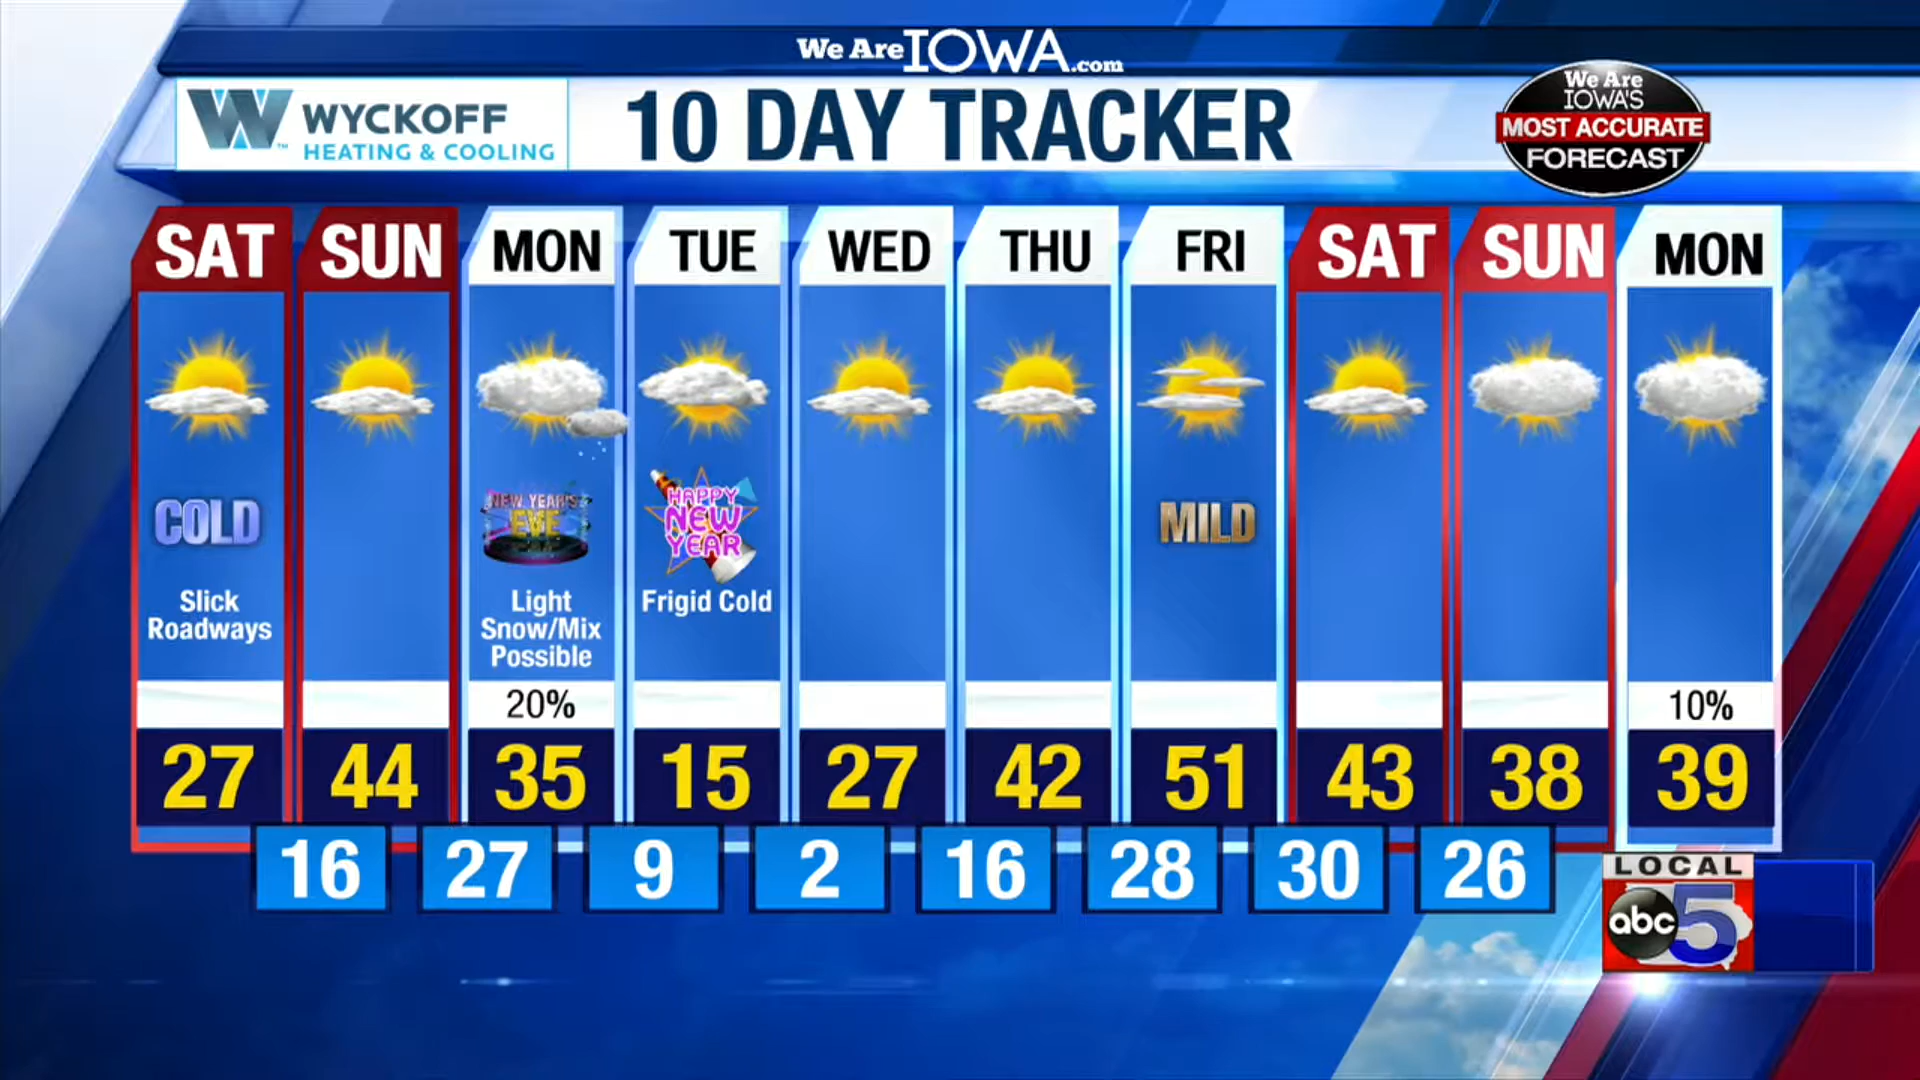 We Are IOWA.com
WYCKOFF
HEATING & COOLING
10 DAY TRACKER
We Are
IOWA'S
MOST ACCURATE
FORECAST
SAT SUN MON TUE WED THU FRI SAT SUN MON
COLD
NEW YEAR'S
EVE
HAPPY
NEW
YEAR
MILD
Slick
Roadways
Light
Snow/Mix
Possible
Frigid Cold
20% 10%
27 44 35 15 27 42 51 43 38 39
16 27 9 2 16 28 30 26
LOCAL
abc 5